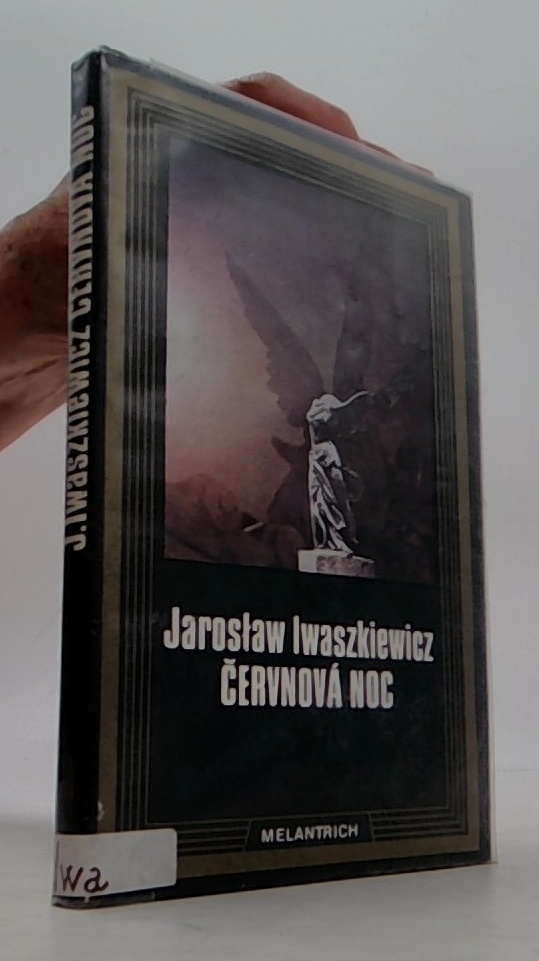 J. Iwaszkiewicz ČERVNOVÁ NOC
Jarosław Iwaszkiewicz
ČERVNOVÁ NOC
MELANTRICH
Iwa